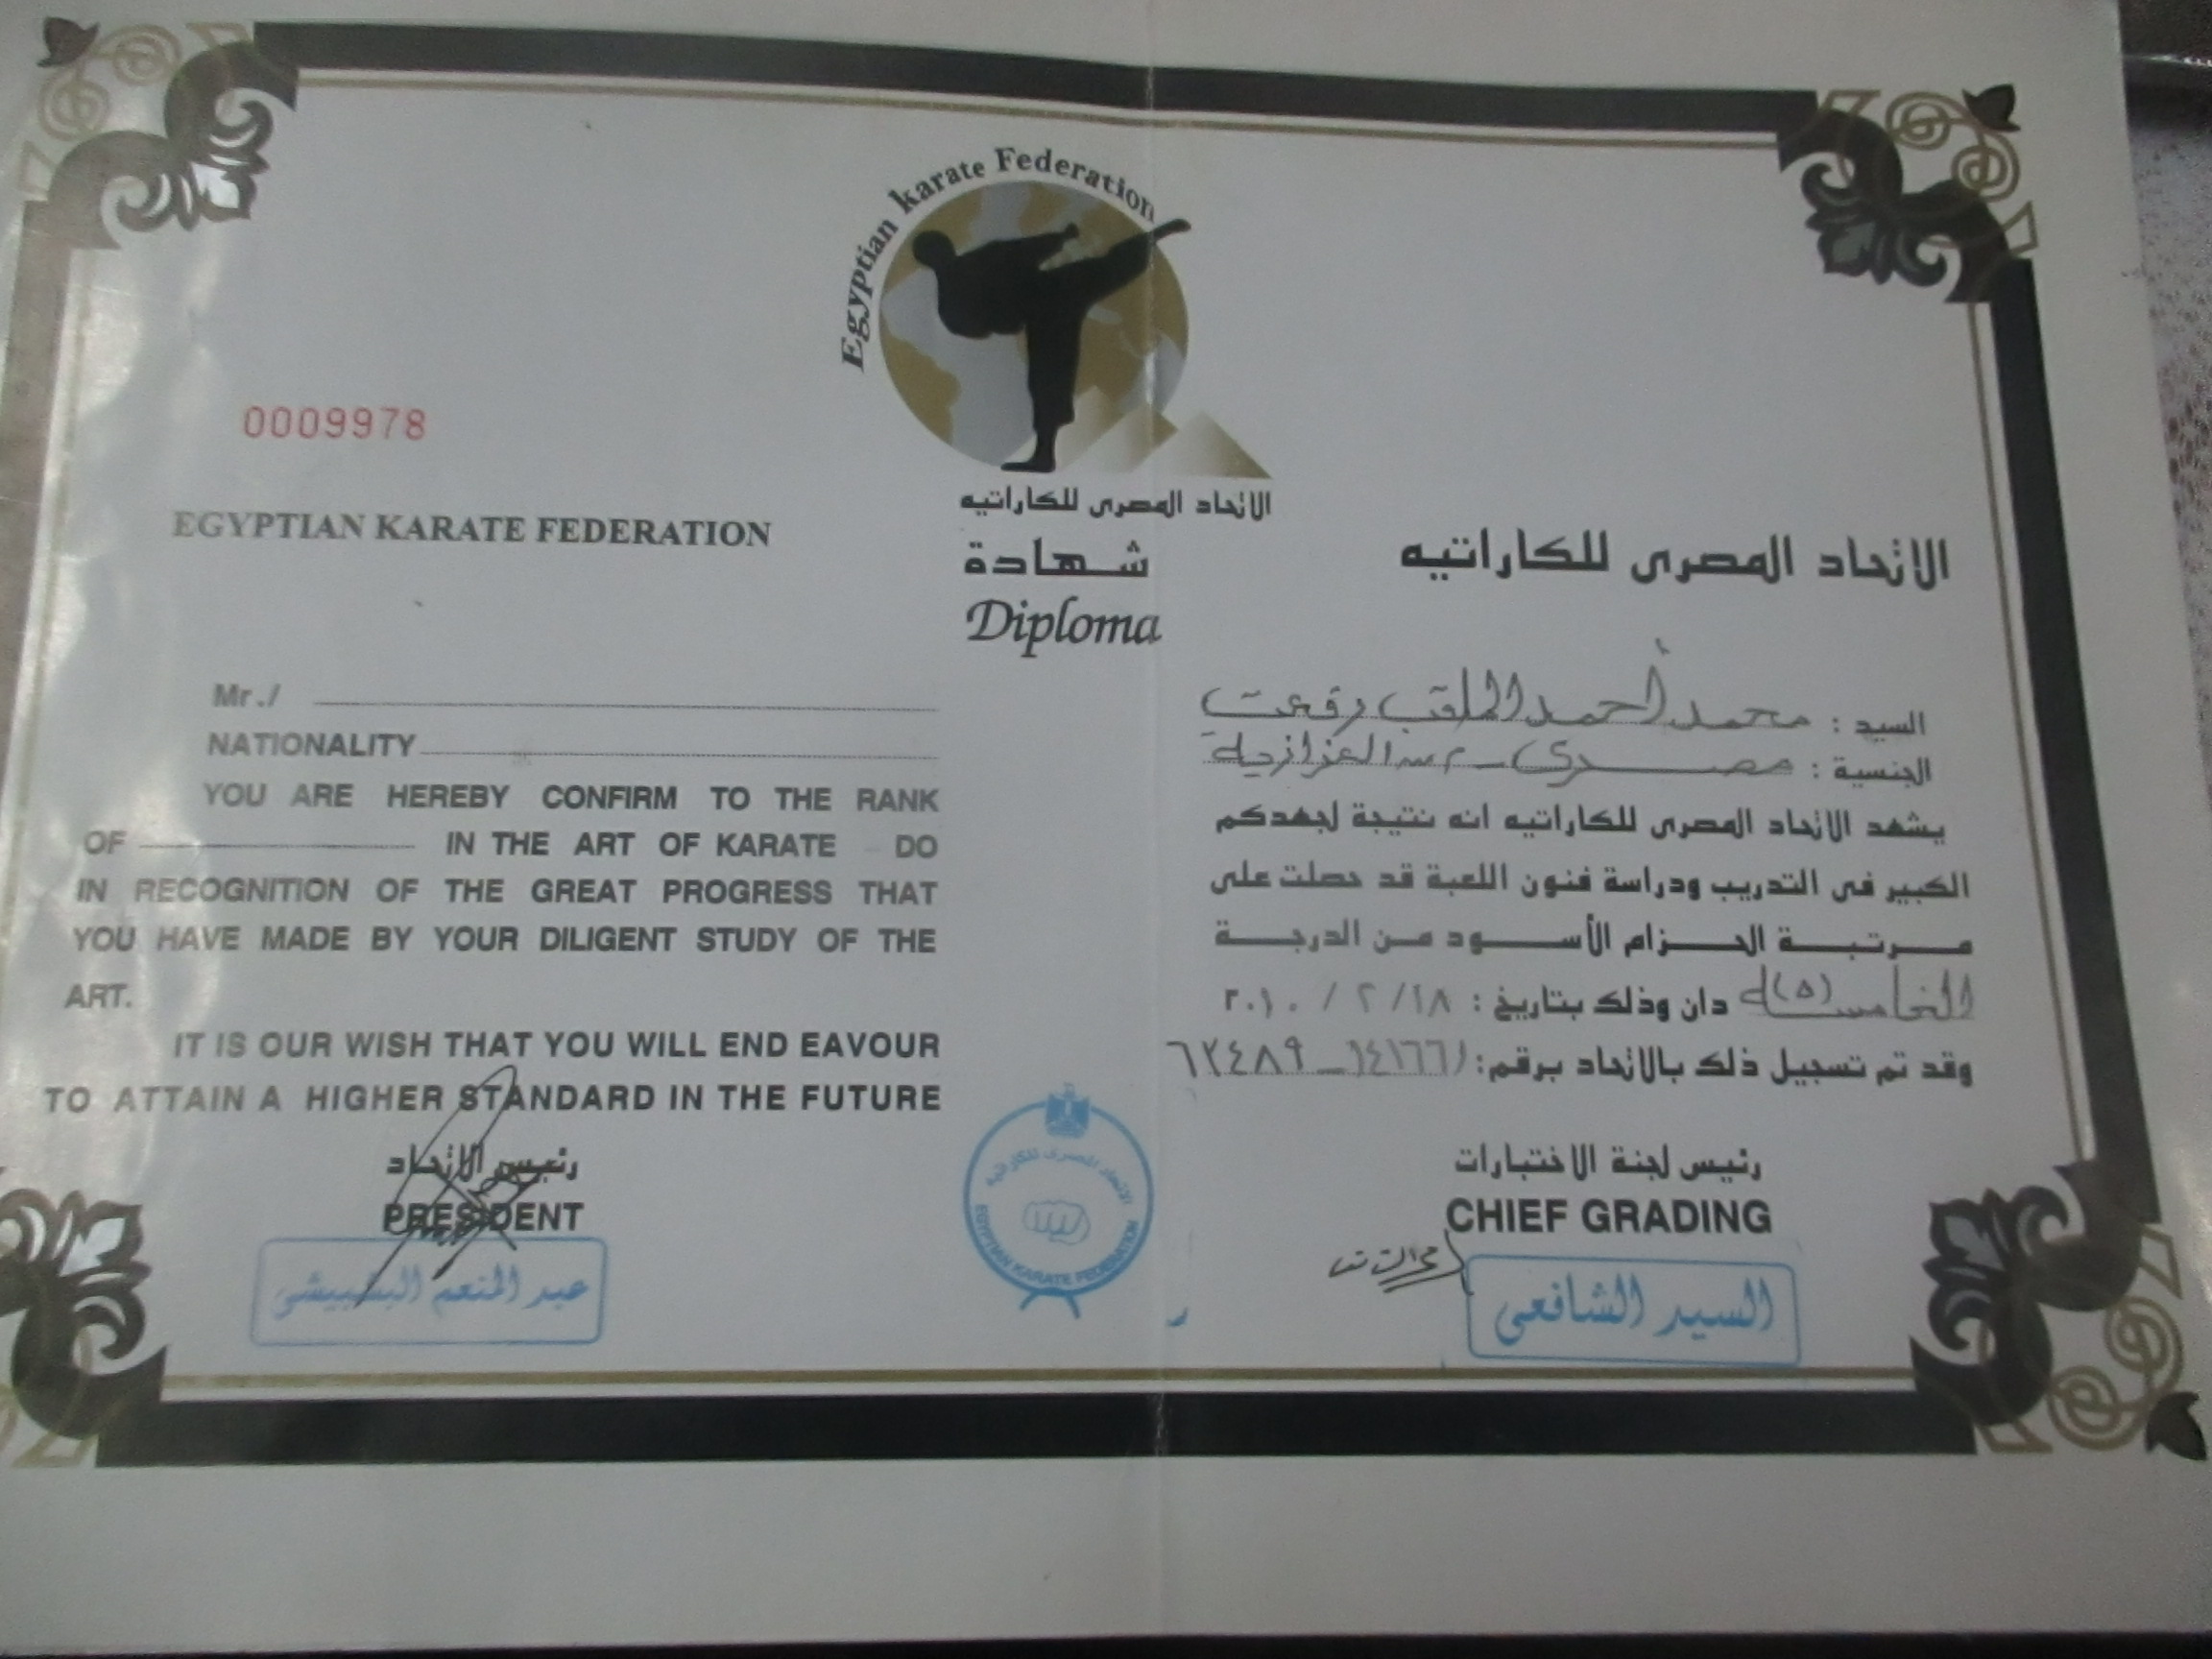 Egyptian karate Federation
الاتحاد المصرى للكاراتيه
شهادة
Diploma
0009978
EGYPTIAN KARATE FEDERATION
Mr./
NATIONALITY
YOU ARE HEREBY CONFIRM TO THE RANK
OF IN THE ART OF KARATE DO
IN RECOGNITION OF THE GREAT PROGRESS THAT
YOU HAVE MADE BY YOUR DILIGENT STUDY OF THE
ART.
IT IS OUR WISH THAT YOU WILL END EAVOUR
TO ATTAIN A HIGHER STANDARD IN THE FUTURE
رئيس الاتحاد
PRESIDENT
عبد المنعم
الاتحاد المصرى للكاراتيه
EGYPTIAN KARATE FEDERATION
الاتحاد المصرى للكاراتيه
السيد : محمد أحمد الملقب رفعت
الجنسية : مصرى
يشهد الاتحاد المصرى للكاراتيه انه نتيجة لجهدكم
الكبير فى التدريب ودراسة فنون اللعبة قد حصلت على
مرتبة الحزام الأسود من الدرجة
الخامسة (٥) دان وذلك بتاريخ : ٢٠١٠ / ٢ / ١٨
وقد تم تسجيل ذلك بالاتحاد برقم :
رئيس لجنة الاختبارات
CHIEF GRADING
السيد الشافعى